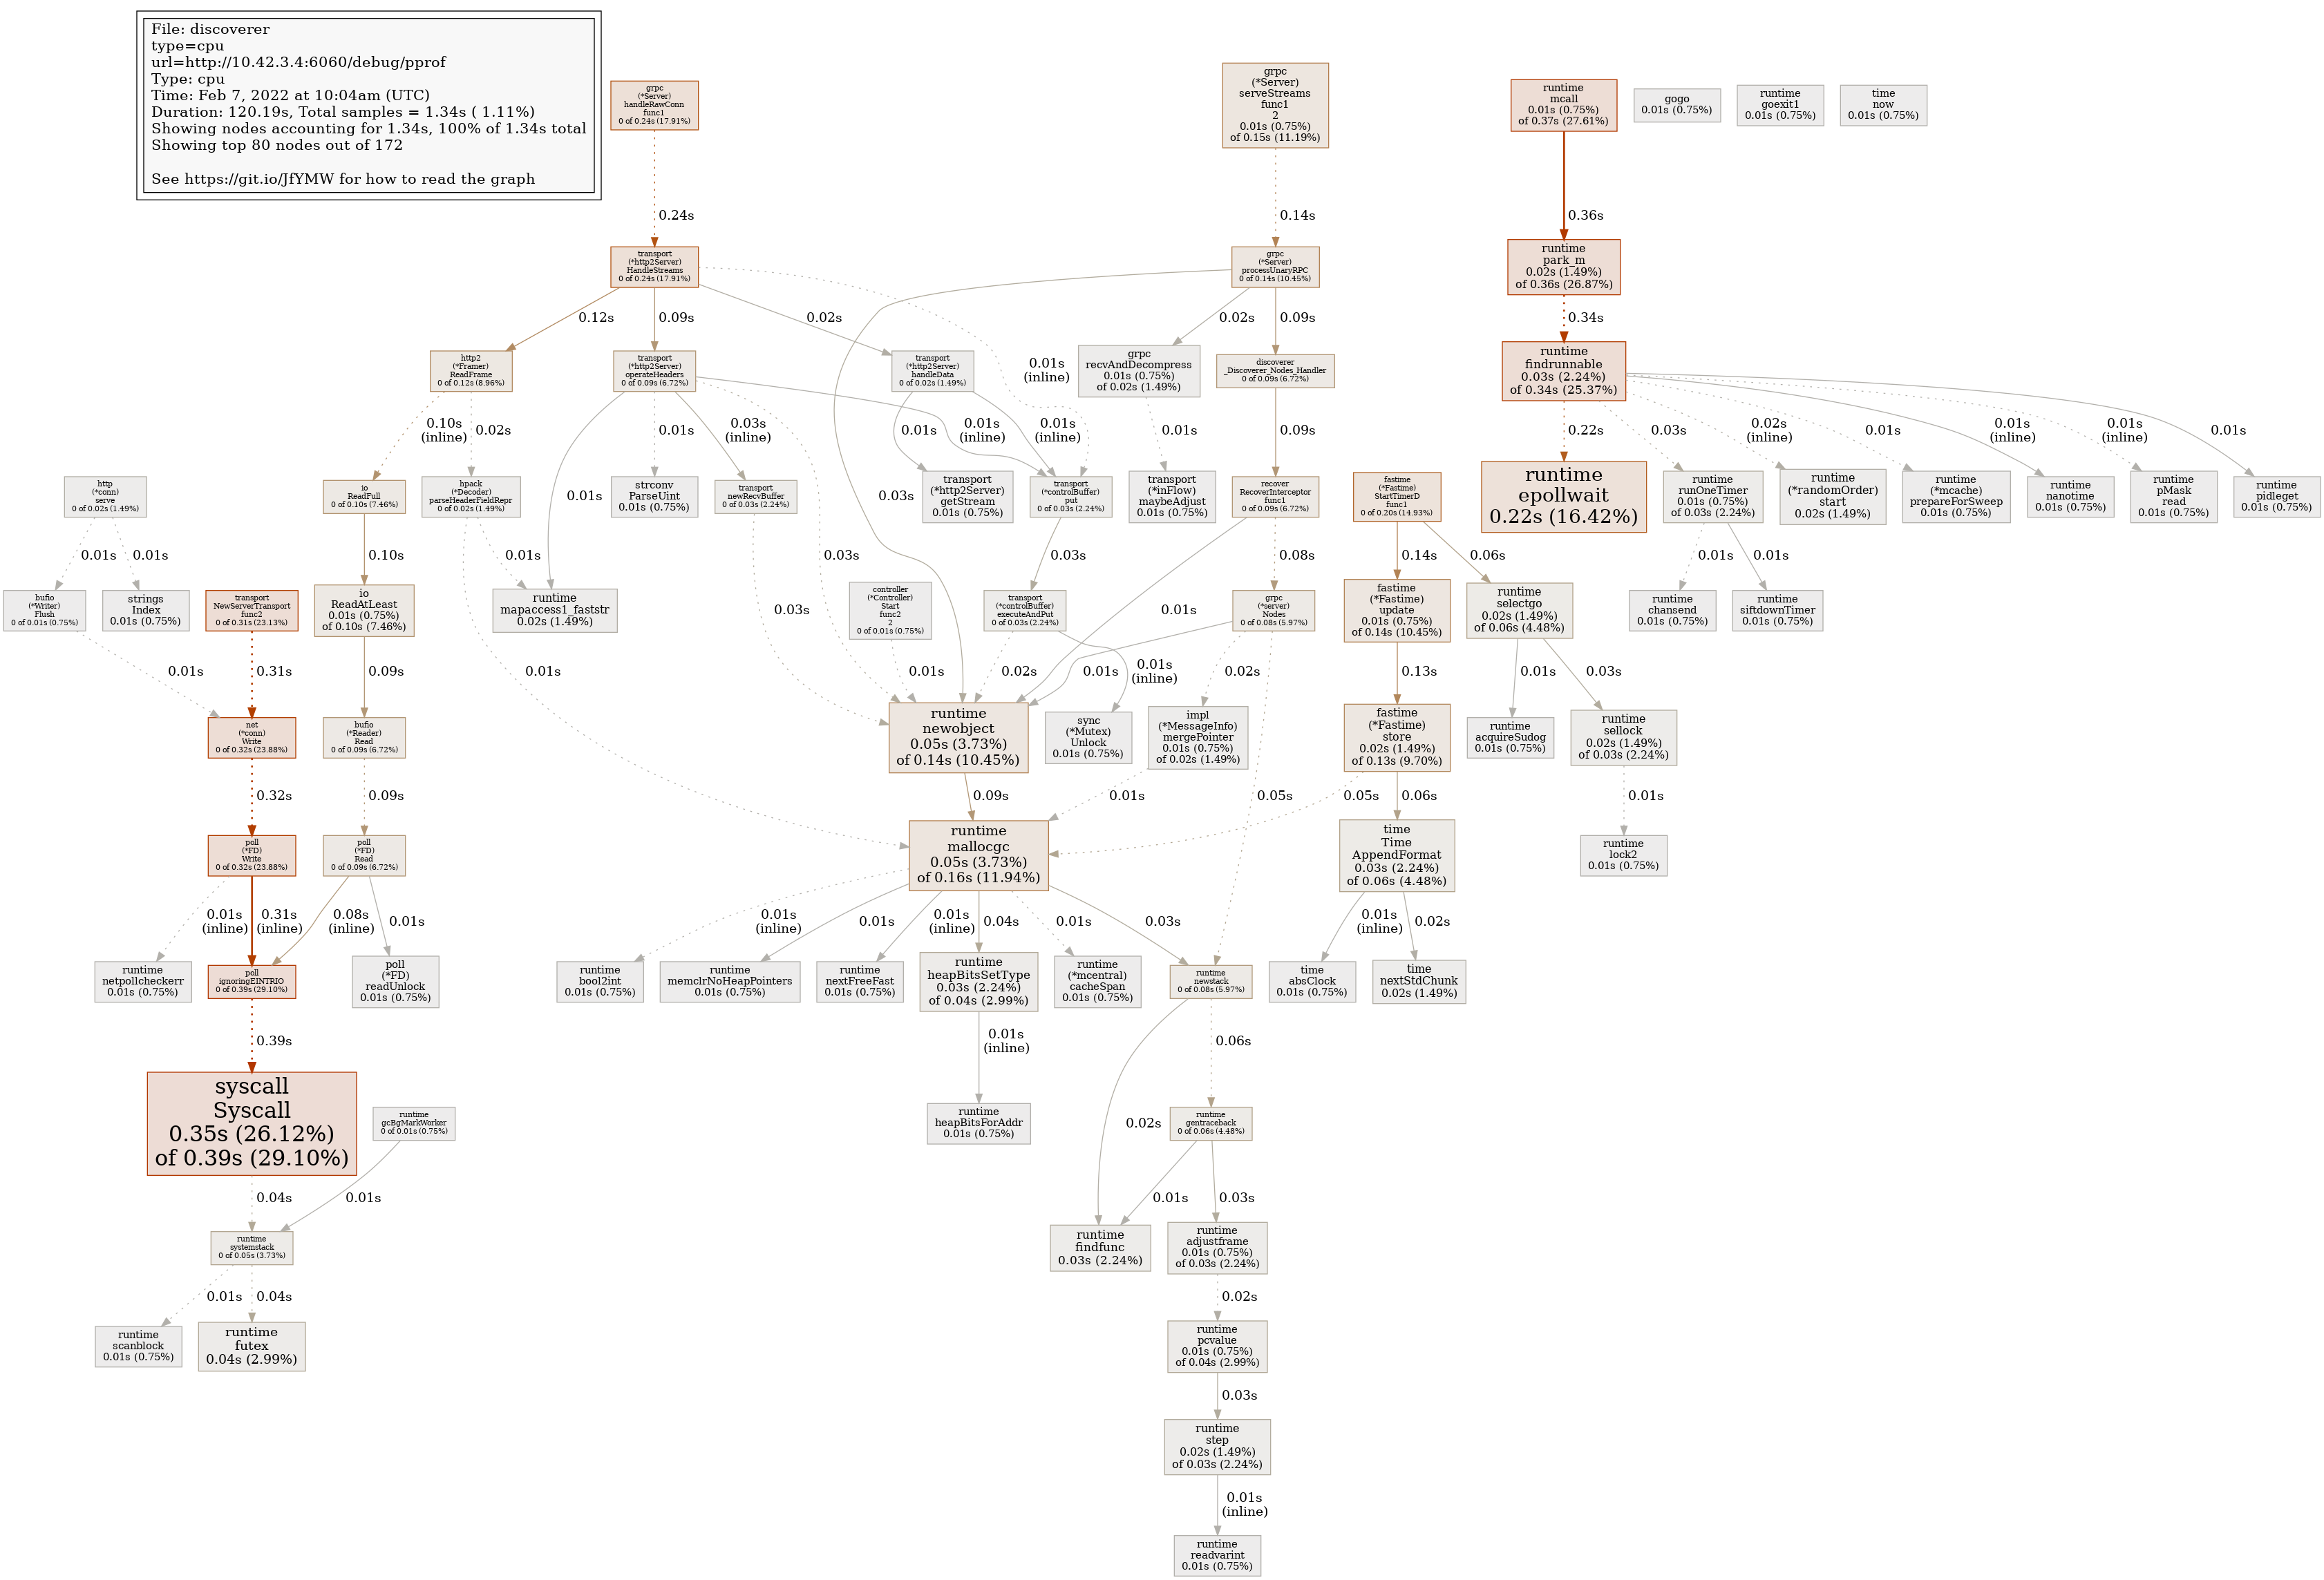 File: discoverer
type=cpu
url=http://10.42.3.4:6060/debug/pprof
Type: cpu
Time: Feb 7, 2022 at 10:04am (UTC)
Duration: 120.19s, Total samples = 1.34s ( 1.11%)
Showing nodes accounting for 1.34s, 100% of 1.34s total
Showing top 80 nodes out of 172
See https://git.io/JfYMW for how to read the graph
grpc
(*Server)
handleRawConn
func1
0 of 0.24s (17.91%)
grpc
(*Server)
serveStreams
func1
2
0.01s (0.75%)
of 0.15s (11.19%)
runtime
mcall
0.01s (0.75%)
of 0.37s (27.61%)
gogo
0.01s (0.75%)
runtime
goexit1
0.01s (0.75%)
time
now
0.01s (0.75%)
0.24s
0.14s
0.36s
transport
(*http2Server)
HandleStreams
0 of 0.24s (17.91%)
grpc
(*Server)
processUnaryRPC
0 of 0.14s (10.45%)
runtime
park_m
0.02s (1.49%)
of 0.36s (26.87%)
0.12s
0.09s
0.02s
0.01s
(inline)
0.02s
0.09s
0.34s
http2
(*Framer)
ReadFrame
0 of 0.12s (8.96%)
transport
(*http2Server)
operateHeaders
0 of 0.09s (6.72%)
transport
(*http2Server)
handleData
0 of 0.02s (1.49%)
grpc
recvAndDecompress
0.01s (0.75%)
of 0.02s (1.49%)
discoverer
_Discoverer_Nodes_Handler
0 of 0.09s (6.72%)
runtime
findrunnable
0.03s (2.24%)
of 0.34s (25.37%)
0.10s
(inline)
0.02s
0.01s
0.01s
0.03s
(inline)
0.03s
0.01s
(inline)
0.01s
0.01s
(inline)
0.03s
0.01s
0.09s
0.22s
0.03s
0.02s
(inline)
0.01s
0.01s
(inline)
0.01s
(inline)
0.01s
http
(*conn)
serve
0 of 0.02s (1.49%)
io
ReadFull
0 of 0.10s (7.46%)
hpack
(*Decoder)
parseHeaderFieldRepr
0 of 0.02s (1.49%)
strconv
ParseUint
0.01s (0.75%)
transport
newRecvBuffer
0 of 0.03s (2.24%)
transport
(*http2Server)
getStream
0.01s (0.75%)
transport
(*controlBuffer)
put
0 of 0.03s (2.24%)
transport
(*inFlow)
maybeAdjust
0.01s (0.75%)
recover
RecoverInterceptor
func1
0 of 0.09s (6.72%)
fastime
(*Fastime)
StartTimerD
func1
0 of 0.20s (14.93%)
runtime
epollwait
0.22s (16.42%)
runtime
runOneTimer
0.01s (0.75%)
of 0.03s (2.24%)
runtime
(*randomOrder)
start
0.02s (1.49%)
runtime
(*mcache)
prepareForSweep
0.01s (0.75%)
runtime
nanotime
0.01s (0.75%)
runtime
pMask
read
0.01s (0.75%)
runtime
pidleget
0.01s (0.75%)
0.01s
0.01s
0.10s
0.01s
0.01s
0.03s
0.03s
0.03s
0.01s
0.08s
0.14s
0.06s
0.01s
0.01s
bufio
(*Writer)
Flush
0 of 0.01s (0.75%)
strings
Index
0.01s (0.75%)
transport
NewServerTransport
func2
0 of 0.31s (23.13%)
io
ReadAtLeast
0.01s (0.75%)
of 0.10s (7.46%)
runtime
mapaccess1_faststr
0.02s (1.49%)
controller
(*Controller)
Start
func2
2
0 of 0.01s (0.75%)
transport
(*controlBuffer)
executeAndPut
0 of 0.03s (2.24%)
grpc
(*server)
Nodes
0 of 0.08s (5.97%)
fastime
(*Fastime)
update
0.01s (0.75%)
of 0.14s (10.45%)
runtime
selectgo
0.02s (1.49%)
of 0.06s (4.48%)
runtime
chansend
0.01s (0.75%)
runtime
siftdownTimer
0.01s (0.75%)
0.01s
0.31s
0.09s
0.01s
0.02s
0.01s
(inline)
0.01s
0.02s
0.05s
0.13s
0.01s
0.03s
net
(*conn)
Write
0 of 0.32s (23.88%)
bufio
(*Reader)
Read
0 of 0.09s (6.72%)
runtime
newobject
0.05s (3.73%)
of 0.14s (10.45%)
sync
(*Mutex)
Unlock
0.01s (0.75%)
impl
(*MessageInfo)
mergePointer
0.01s (0.75%)
of 0.02s (1.49%)
fastime
(*Fastime)
store
0.02s (1.49%)
of 0.13s (9.70%)
runtime
acquireSudog
0.01s (0.75%)
runtime
sellock
0.02s (1.49%)
of 0.03s (2.24%)
0.32s
0.09s
0.09s
0.01s
0.05s
0.06s
0.01s
poll
(*FD)
Write
0 of 0.32s (23.88%)
poll
(*FD)
Read
0 of 0.09s (6.72%)
runtime
mallocgc
0.05s (3.73%)
of 0.16s (11.94%)
time
Time
AppendFormat
0.03s (2.24%)
of 0.06s (4.48%)
runtime
lock2
0.01s (0.75%)
0.01s
(inline)
0.31s
(inline)
0.08s
(inline)
0.01s
0.01s
(inline)
0.01s
0.01s
(inline)
0.04s
0.01s
0.03s
0.01s
(inline)
0.02s
runtime
netpollcheckerr
0.01s (0.75%)
poll
ignoringEINTRIO
0 of 0.39s (29.10%)
poll
(*FD)
readUnlock
0.01s (0.75%)
runtime
bool2int
0.01s (0.75%)
runtime
memclrNoHeapPointers
0.01s (0.75%)
runtime
nextFreeFast
0.01s (0.75%)
runtime
heapBitsSetType
0.03s (2.24%)
of 0.04s (2.99%)
runtime
(*mcentral)
cacheSpan
0.01s (0.75%)
runtime
newstack
0 of 0.08s (5.97%)
time
absClock
0.01s (0.75%)
time
nextStdChunk
0.02s (1.49%)
0.39s
0.01s
(inline)
0.02s
0.06s
syscall
Syscall
0.35s (26.12%)
of 0.39s (29.10%)
runtime
gcBgMarkWorker
0 of 0.01s (0.75%)
runtime
heapBitsForAddr
0.01s (0.75%)
runtime
gentraceback
0 of 0.06s (4.48%)
0.04s
0.01s
0.01s
0.03s
runtime
systemstack
0 of 0.05s (3.73%)
runtime
findfunc
0.03s (2.24%)
runtime
adjustframe
0.01s (0.75%)
of 0.03s (2.24%)
0.01s
0.04s
0.02s
runtime
scanblock
0.01s (0.75%)
runtime
futex
0.04s (2.99%)
runtime
pcvalue
0.01s (0.75%)
of 0.04s (2.99%)
0.03s
runtime
step
0.02s (1.49%)
of 0.03s (2.24%)
0.01s
(inline)
runtime
readvarint
0.01s (0.75%)